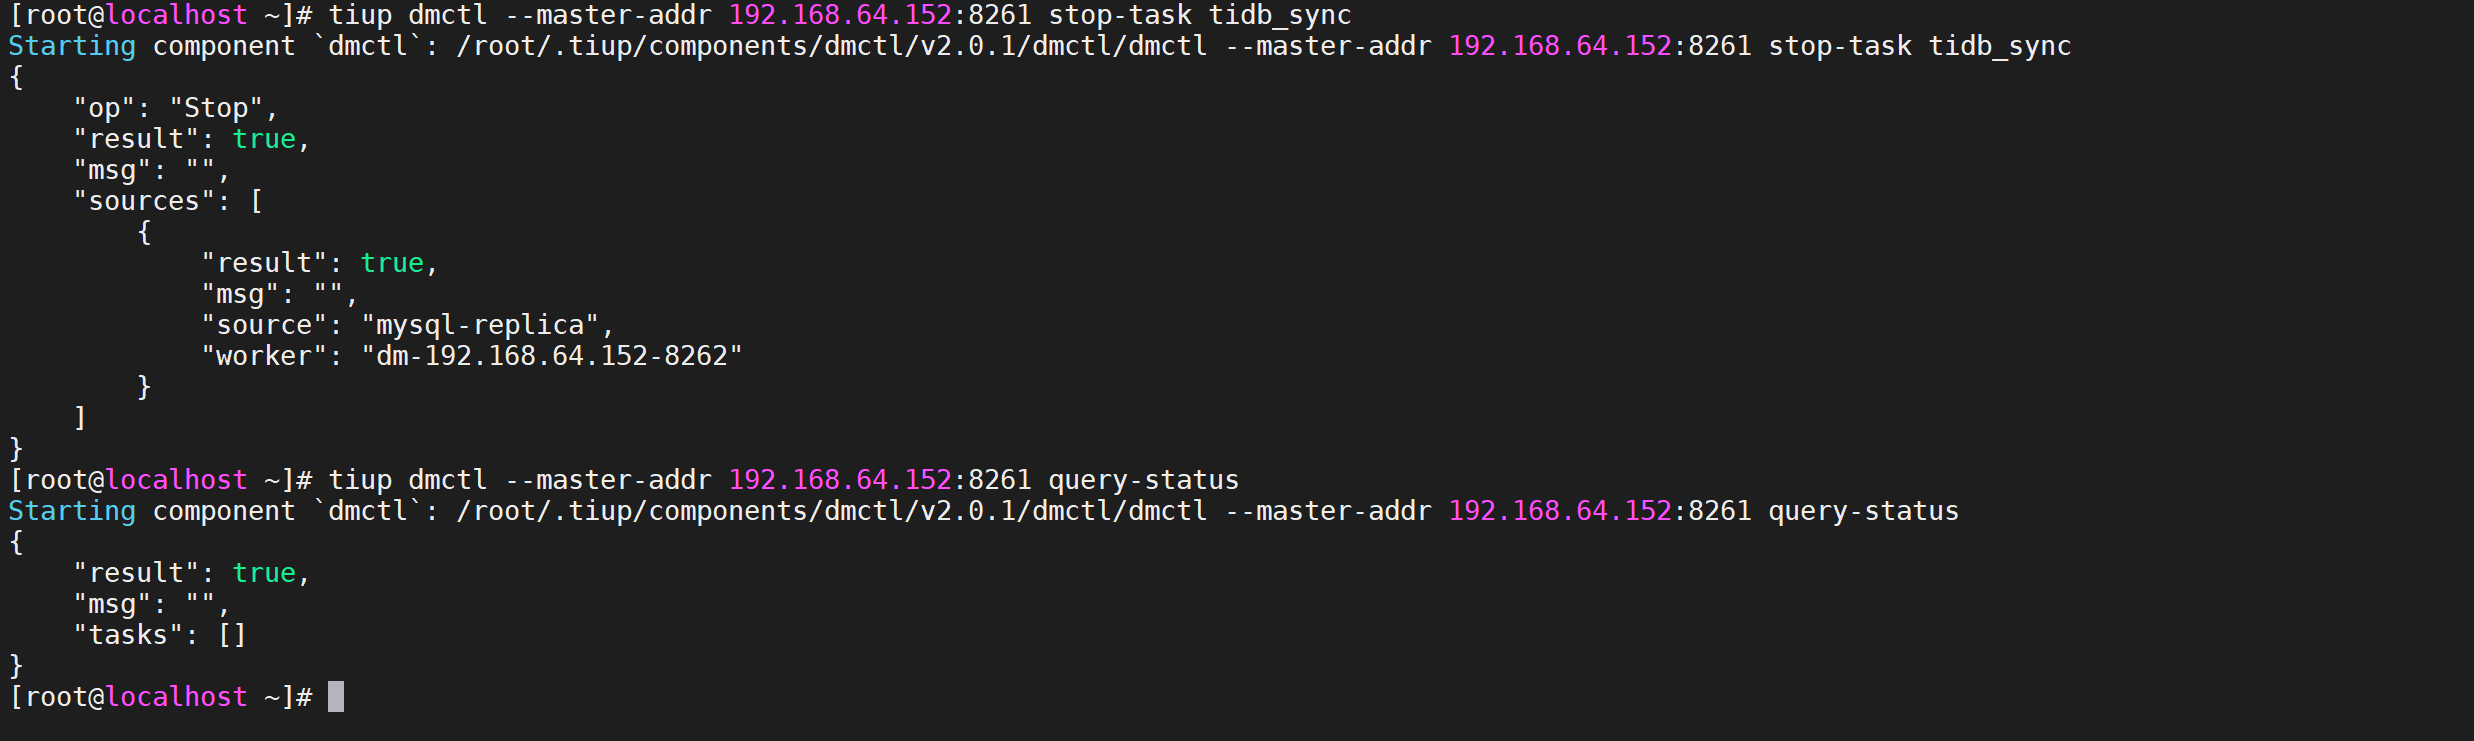 [root@localhost ~]# tiup dmctl --master-addr 192.168.64.152:8261 stop-task tidb_sync
Starting component `dmctl`: /root/.tiup/components/dmctl/v2.0.1/dmctl/dmctl --master-addr 192.168.64.152:8261 stop-task tidb_sync
{
    "op": "Stop",
    "result": true,
    "msg": "",
    "sources": [
        {
            "result": true,
            "msg": "",
            "source": "mysql-replica",
            "worker": "dm-192.168.64.152-8262"
        }
    ]
}
[root@localhost ~]# tiup dmctl --master-addr 192.168.64.152:8261 query-status
Starting component `dmctl`: /root/.tiup/components/dmctl/v2.0.1/dmctl/dmctl --master-addr 192.168.64.152:8261 query-status
{
    "result": true,
    "msg": "",
    "tasks": []
}
[root@localhost ~]#